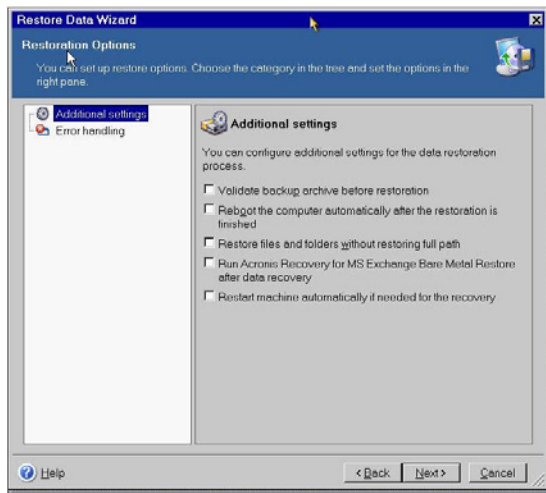 Restore Data Wizard
Restoration Options
You can set up restore options. Choose the category in the tree and set the options in the
right pane.
Additional settings
Error handling
Additional settings
You can configure additional settings for the data restoration
process.
Validate backup archive before restoration
Reboot the computer automatically after the restoration is
finished
Restore files and folders without restoring full path
Run Acronis Recovery for MS Exchange Bare Metal Restore
after data recovery
Restart machine automatically if needed for the recovery
Help
< Back
Next >
Cancel